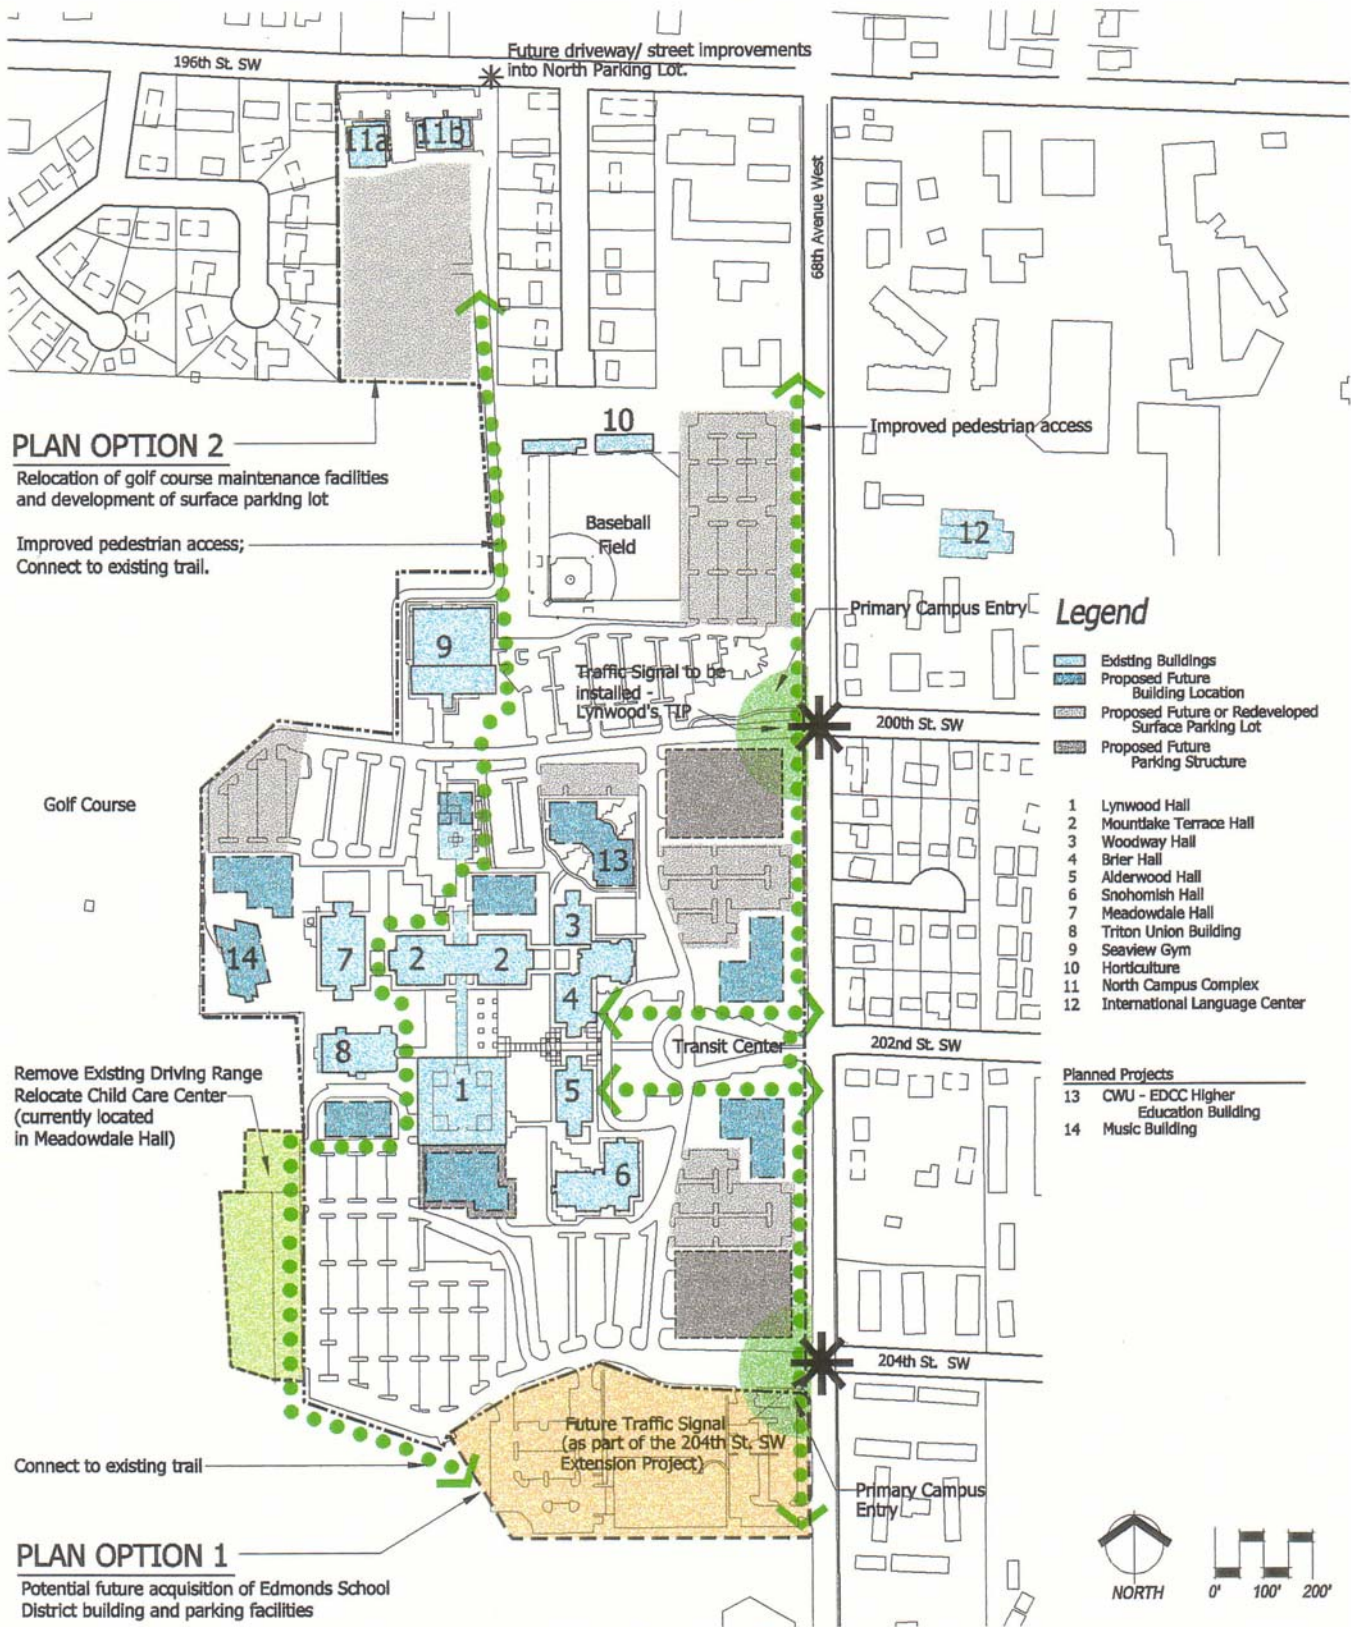 Future driveway/ street improvements
into North Parking Lot.
196th St. SW
11a
11b
68th Avenue West
PLAN OPTION 2
Relocation of golf course maintenance facilities
and development of surface parking lot
10
Improved pedestrian access
Improved pedestrian access;
Connect to existing trail.
Baseball
Field
12
9
Primary Campus Entry
Traffic Signal to be
installed -
Lynwood's TIP
200th St. SW
Legend
Existing Buildings
Proposed Future
Building Location
Proposed Future or Redeveloped
Surface Parking Lot
Proposed Future
Parking Structure
1 Lynwood Hall
2 Mountlake Terrace Hall
3 Woodway Hall
4 Brier Hall
5 Alderwood Hall
6 Snohomish Hall
7 Meadowdale Hall
8 Triton Union Building
9 Seaview Gym
10 Horticulture
11 North Campus Complex
12 International Language Center
Planned Projects
13 CWU - EDCC Higher
Education Building
14 Music Building
Golf Course
13
3
14
7
2
2
4
Transit Center
202nd St. SW
8
1
5
6
Remove Existing Driving Range
Relocate Child Care Center
(currently located
in Meadowdale Hall)
204th St. SW
Future Traffic Signal
(as part of the 204th St. SW
Extension Project)
Connect to existing trail
Primary Campus
Entry
PLAN OPTION 1
Potential future acquisition of Edmonds School
District building and parking facilities
NORTH
0' 100' 200'